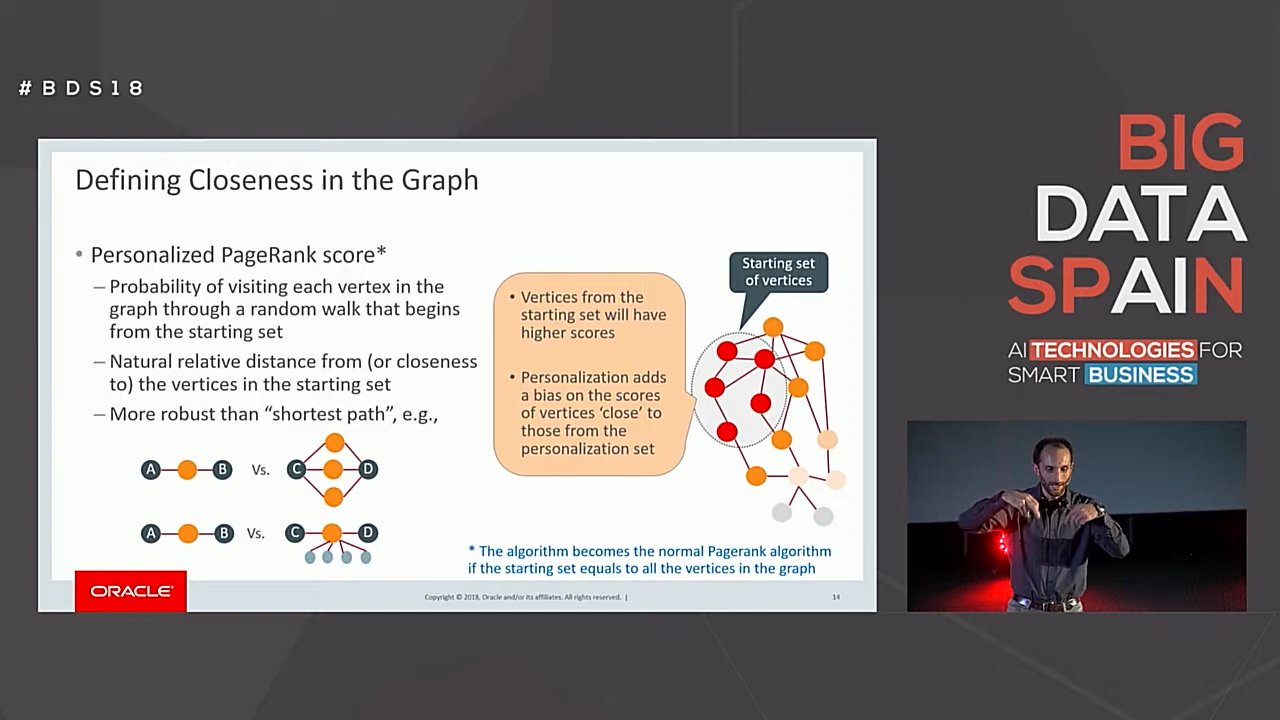 #BDS18
BIG
DATA
SPAIN
AI TECHNOLOGIES FOR
SMART BUSINESS
Defining Closeness in the Graph
• Personalized PageRank score*
– Probability of visiting each vertex in the
graph through a random walk that begins
from the starting set
– Natural relative distance from (or closeness
to) the vertices in the starting set
– More robust than “shortest path”, e.g.,
A B Vs. C D
A B Vs. C D
• Vertices from the
starting set will have
higher scores
• Personalization adds
a bias on the scores
of vertices ‘close’ to
those from the
personalization set
Starting set
of vertices
* The algorithm becomes the normal Pagerank algorithm
if the starting set equals to all the vertices in the graph
ORACLE®
Copyright © 2018, Oracle and/or its affiliates. All rights reserved. |
14